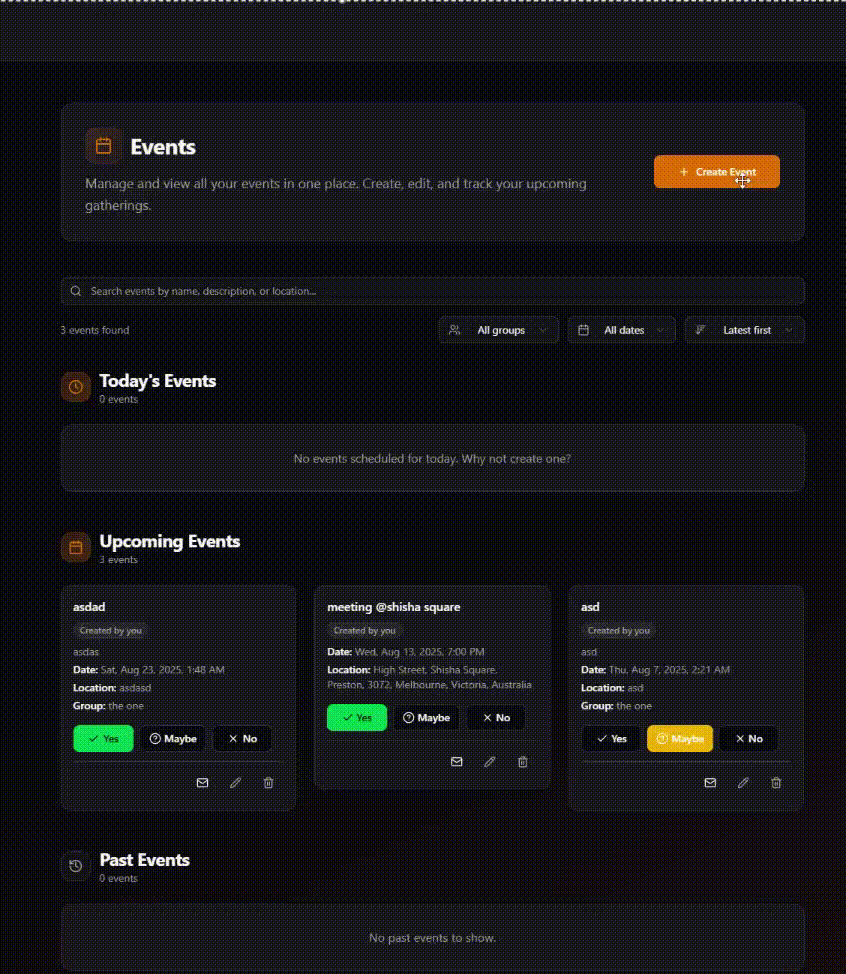 Events
Manage and view all your events in one place. Create, edit, and track your upcoming
gatherings.
+ Create Event
Search events by name, description, or location...
3 events found
All groups
All dates
Latest first
Today's Events
0 events
No events scheduled for today. Why not create one?
Upcoming Events
3 events
asdad
Created by you
asdas
Date: Sat, Aug 23, 2025, 1:48 AM
Location: asdasd
Group: the one
Yes
Maybe
No
meeting @shisha square
Created by you
Date: Wed, Aug 13, 2025, 7:00 PM
Location: High Street, Shisha Square,
Preston, 3072, Melbourne, Victoria, Australia
Yes
Maybe
No
asd
Created by you
asd
Date: Thu, Aug 7, 2025, 2:21 AM
Location: asd
Group: the one
Yes
Maybe
No
Past Events
0 events
No past events to show.